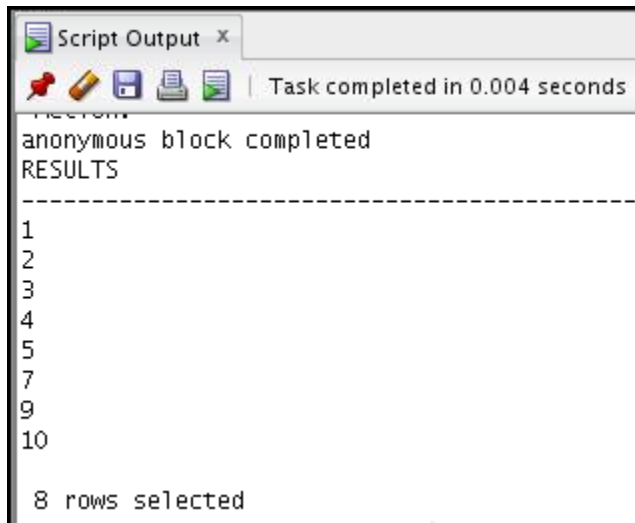 Script Output x
Task completed in 0.004 seconds
anonymous block completed
RESULTS
--------------------------------------------
1
2
3
4
5
7
9
10
8 rows selected